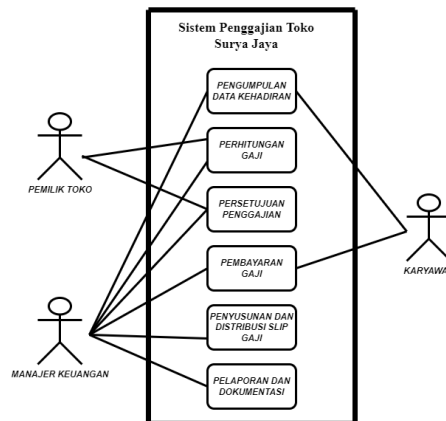 Sistem Penggajian Toko
Surya Jaya
PENGUMPULAN
DATA KEHADIRAN
PERHITUNGAN
GAJI
PEMILIK TOKO
PERSETUJUAN
PENGGAJIAN
PEMBAYARAN
GAJI
KARYAWA
PENYUSUNAN DAN
DISTRIBUSI SLIP
GAJI
MANAJER KEUANGAN
PELAPORAN DAN
DOKUMENTASI